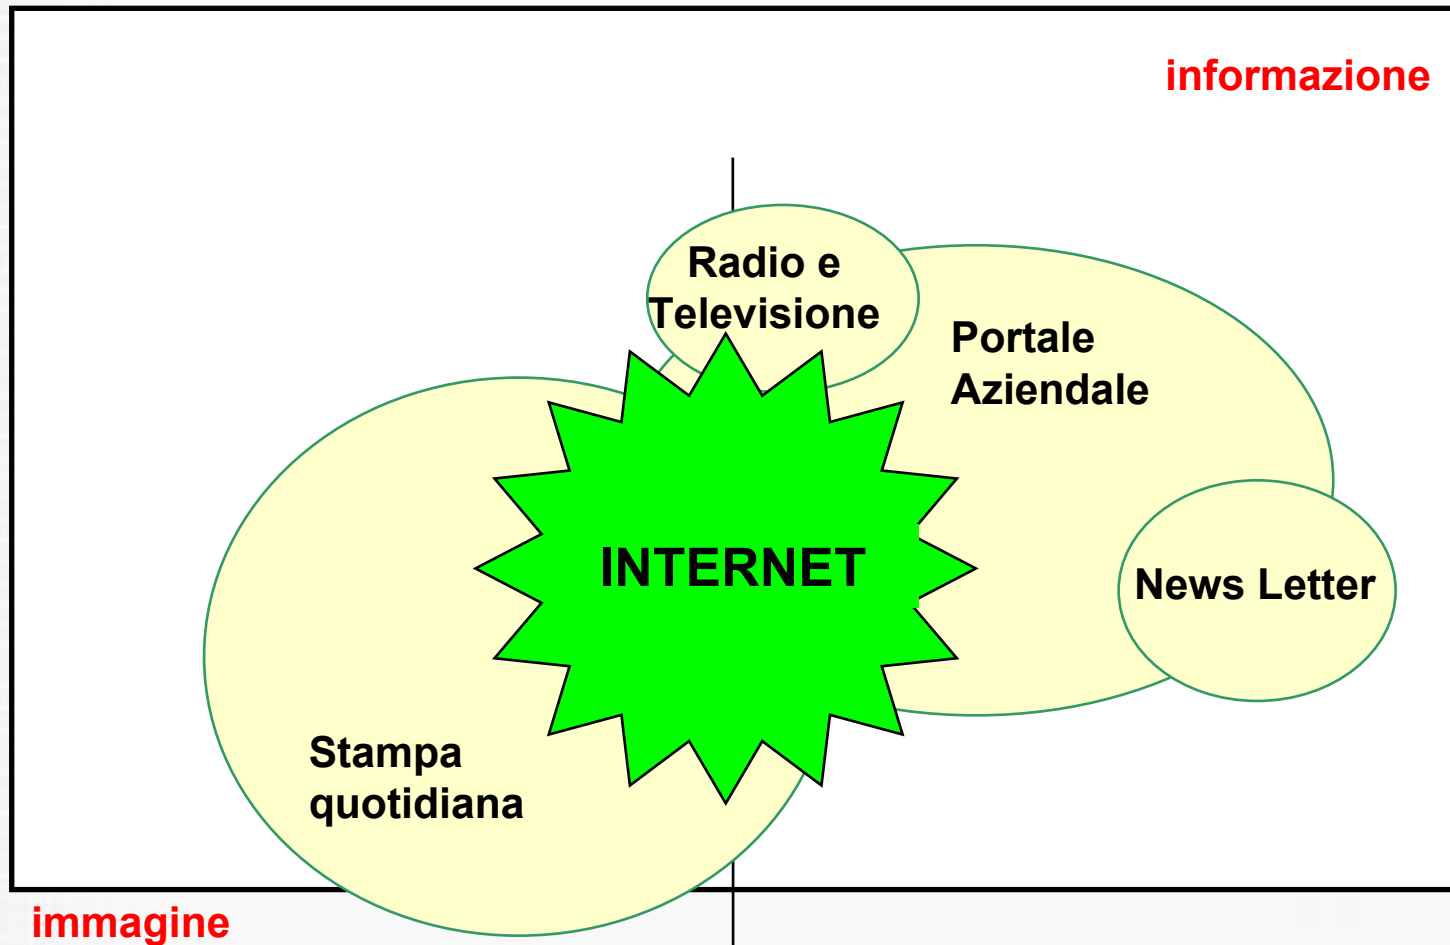 informazione
Radio e
Televisione
Portale
Aziendale
INTERNET
News Letter
Stampa
quotidiana
immagine